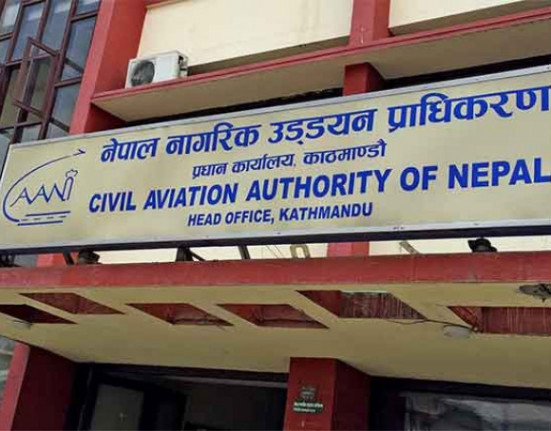 नेपाल नागरिक उड्डयन प्राधिकरण
प्रधान कार्यालय, काठमाण्डौ
CIVIL AVIATION AUTHORITY OF NEPAL
HEAD OFFICE, KATHMANDU
CAAN